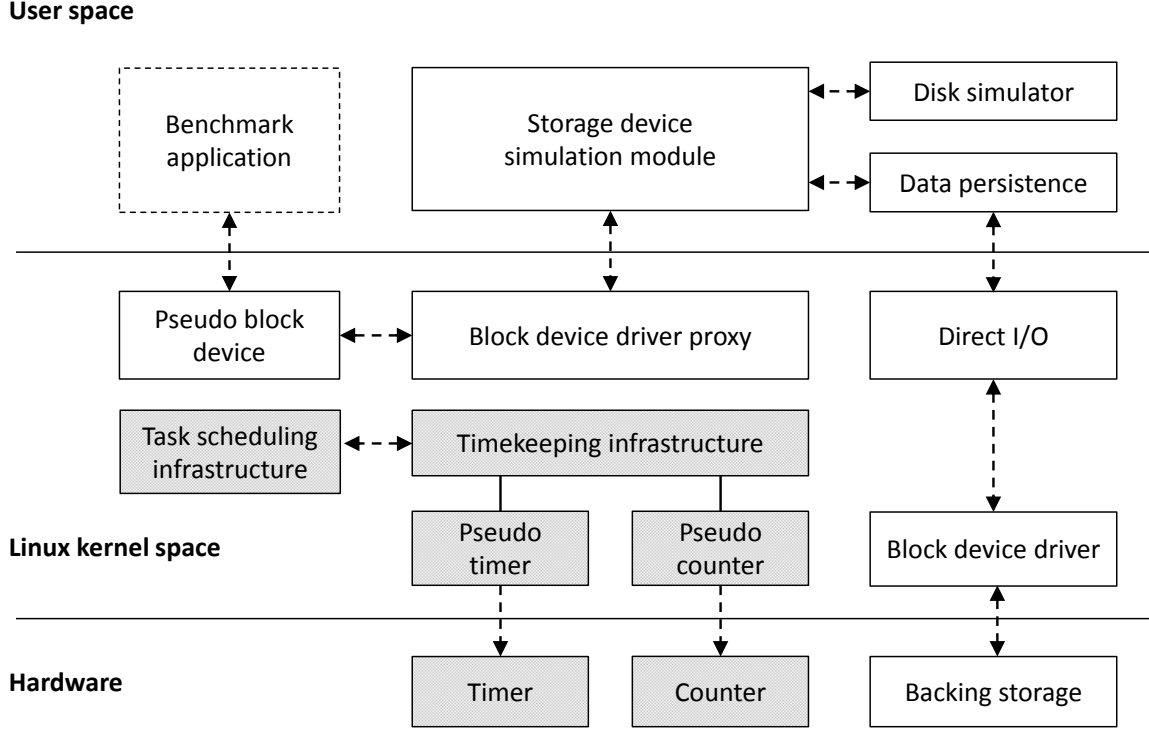 User space
Benchmark
application
Storage device
simulation module
Disk simulator
Data persistence
Pseudo block
device
Block device driver proxy
Direct I/O
Task scheduling
infrastructure
Timekeeping infrastructure
Linux kernel space
Pseudo
timer
Pseudo
counter
Block device driver
Hardware
Timer
Counter
Backing storage